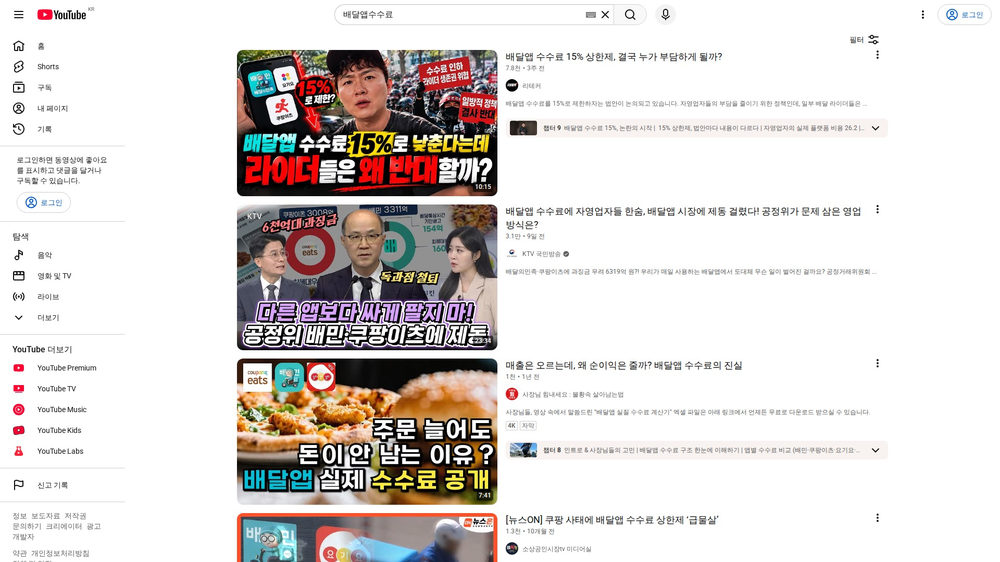 YouTube KR
배달앱수수료
로그인
홈
Shorts
구독
내 페이지
기록
로그인하면 동영상에 좋아요
를 표시하고 댓글을 달거나
구독할 수 있습니다.
로그인
탐색
음악
영화 및 TV
라이브
더보기
YouTube 더보기
YouTube Premium
YouTube TV
YouTube Music
YouTube Kids
YouTube Labs
신고 기록
정보 보도자료 저작권
문의하기 크리에이터 광고
개발자
약관 개인정보처리방침
필터
수수료 인하
라이더 생존권 위협
일방적 정책
결사 반대
15%
로 제한?
요기요
쿠팡이츠
배달앱 수수료 15%로 낮춘다는데
라이더들은 왜 반대할까?
10:15
배달앱 수수료 15% 상한제, 결국 누가 부담하게 될까?
7.8천 • 3주 전
리테커
배달앱 수수료를 15%로 제한하자는 법안이 논의되고 있습니다. 자영업자들의 부담을 줄이기 위한 정책인데, 일부 배달 라이더들은 ...
챕터 9 배달앱 수수료 15%, 논란의 시작 | 15% 상한제, 법안마다 내용이 다르다 | 자영업자의 실제 플랫폼 비용 26.2 |...
KTV
쿠팡이츠 3008억
배민 3311억
6천억대 과징금
154억
coupang eats
독과점 철퇴
다른 앱보다 싸게 팔지 마!
공정위 배민·쿠팡이츠에 제동
23:34
배달앱 수수료에 자영업자들 한숨, 배달앱 시장에 제동 걸렸다! 공정위가 문제 삼은 영업
방식은?
3.1만 • 9일 전
KTV 국민방송
배달의민족·쿠팡이츠에 과징금 무려 6319억 원?! 우리가 매일 사용하는 배달앱에서 도대체 무슨 일이 벌어진 걸까요? 공정거래위원회 ...
coupang
eats
주문 늘어도
돈이 안 남는 이유?
배달앱 실제 수수료 공개
7:41
매출은 오르는데, 왜 순이익은 줄까? 배달앱 수수료의 진실
1천 • 1년 전
사장님 힘내세요 : 불황속 살아남는법
사장님들, 영상 속에서 말씀드린 "배달앱 실질 수수료 계산기" 엑셀 파일은 아래 링크에서 언제든 무료로 다운로드 받으실 수 있습니다.
4K 자막
챕터 8 인트로 & 사장님들의 고민 | 배달앱 수수료 구조 한눈에 이해하기 | 앱별 수수료 비교 (배민·쿠팡이츠·요기요·...
뉴스온
[뉴스ON] 쿠팡 사태에 배달앱 수수료 상한제 '급물살'
1.3천 • 10개월 전
소상공인시장tv 미디어실